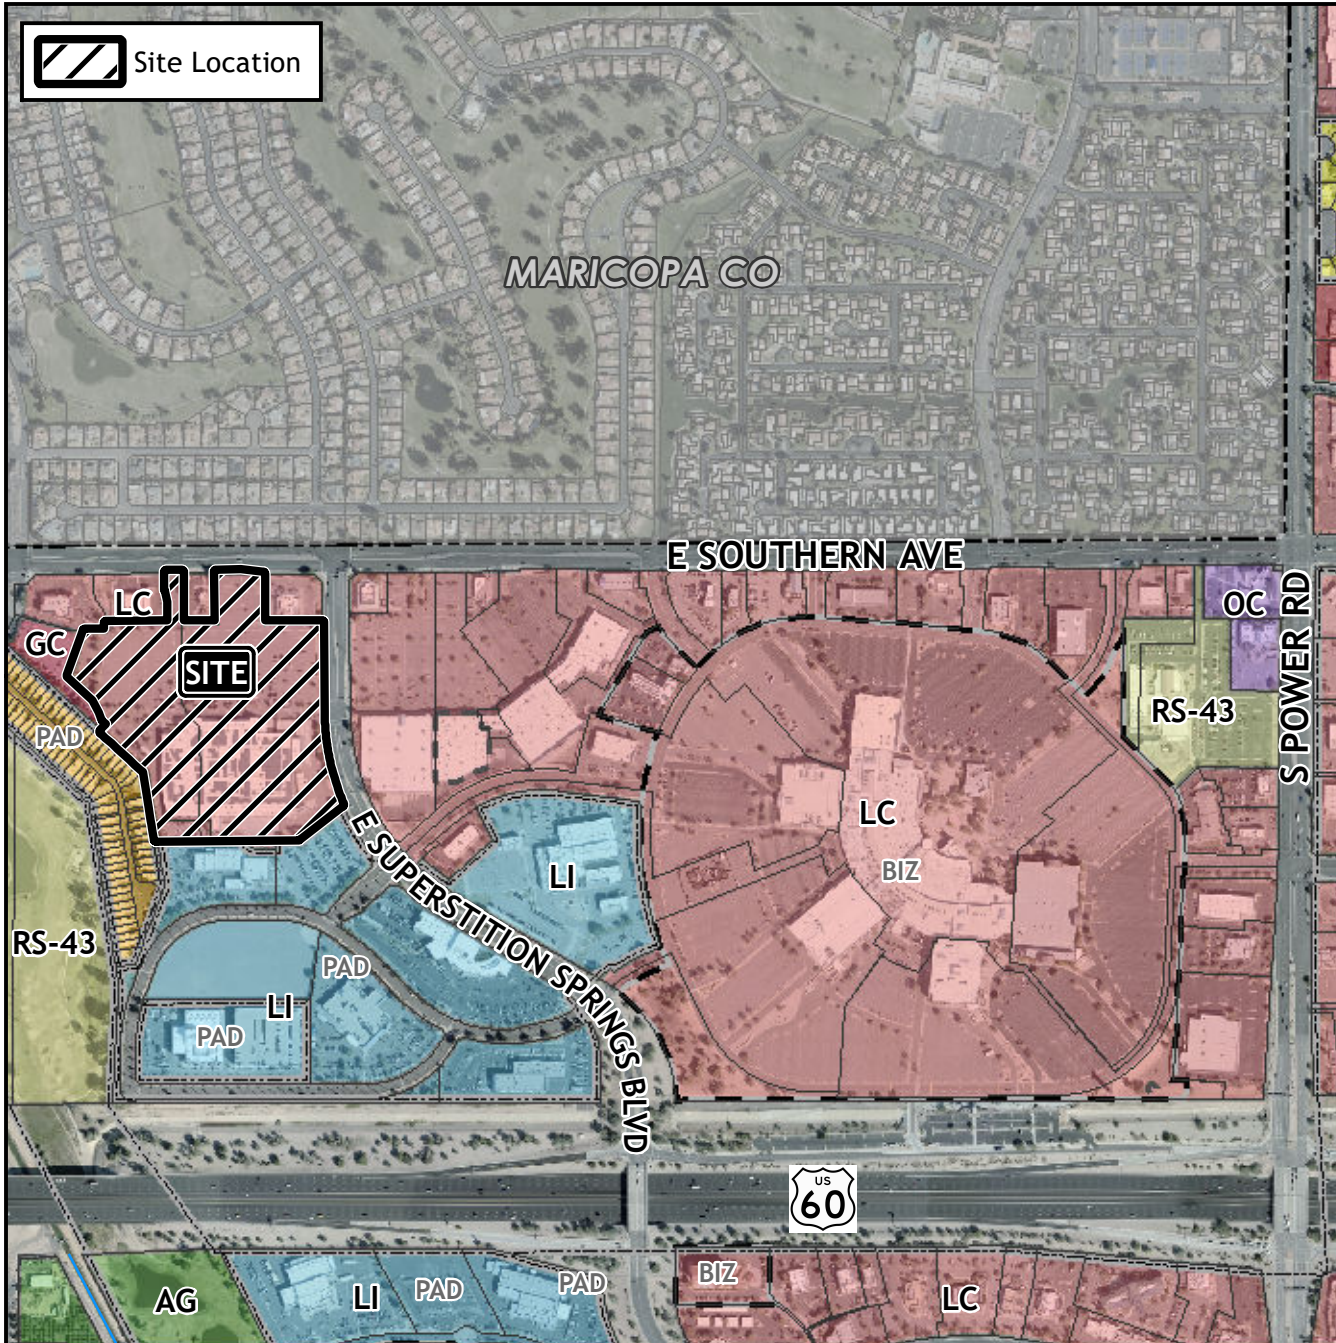 Site Location
MARICOPA CO
E SOUTHERN AVE
LC
OC
GC
SITE
S POWER RD
RS-43
PAD
LC
E SUPERSTITION SPRINGS BLVD
BIZ
LI
RS-43
PAD
LI
PAD
US
60
BIZ
PAD
PAD
AG
LI
LC